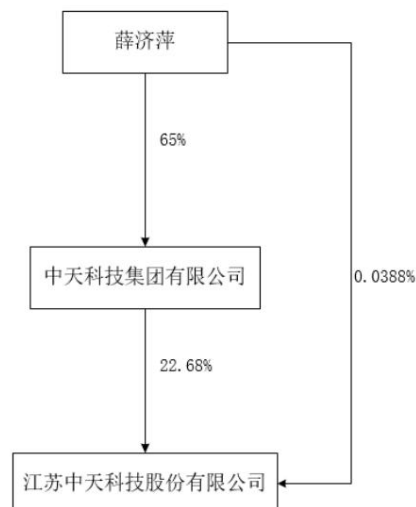 薛济萍
65%
中天科技集团有限公司
0.0388%
22.68%
江苏中天科技股份有限公司